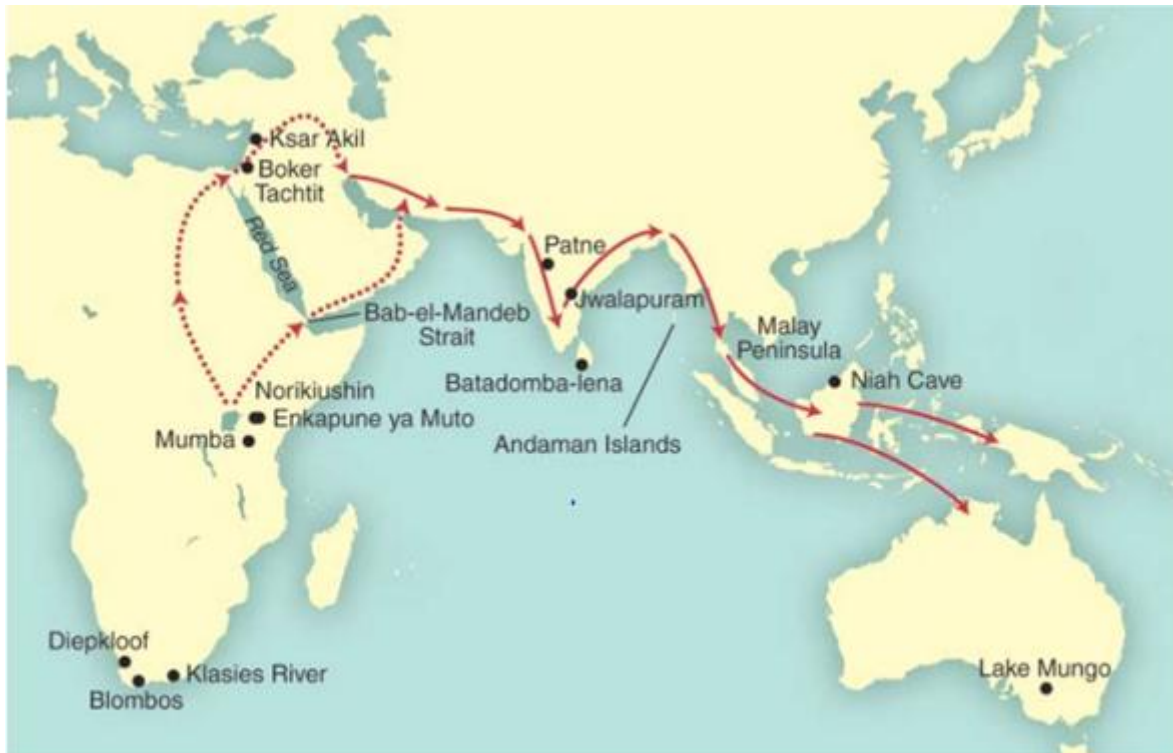 Ksar Akil
Boker
Tachtit
Red Sea
Patne
Jwalapuram
Bab-el-Mandeb
Strait
Malay
Peninsula
Batadomba-lena
Niah Cave
Norikiushin
Enkapune ya Muto
Mumba
Andaman Islands
Diepkloof
Klasies River
Blombos
Lake Mungo